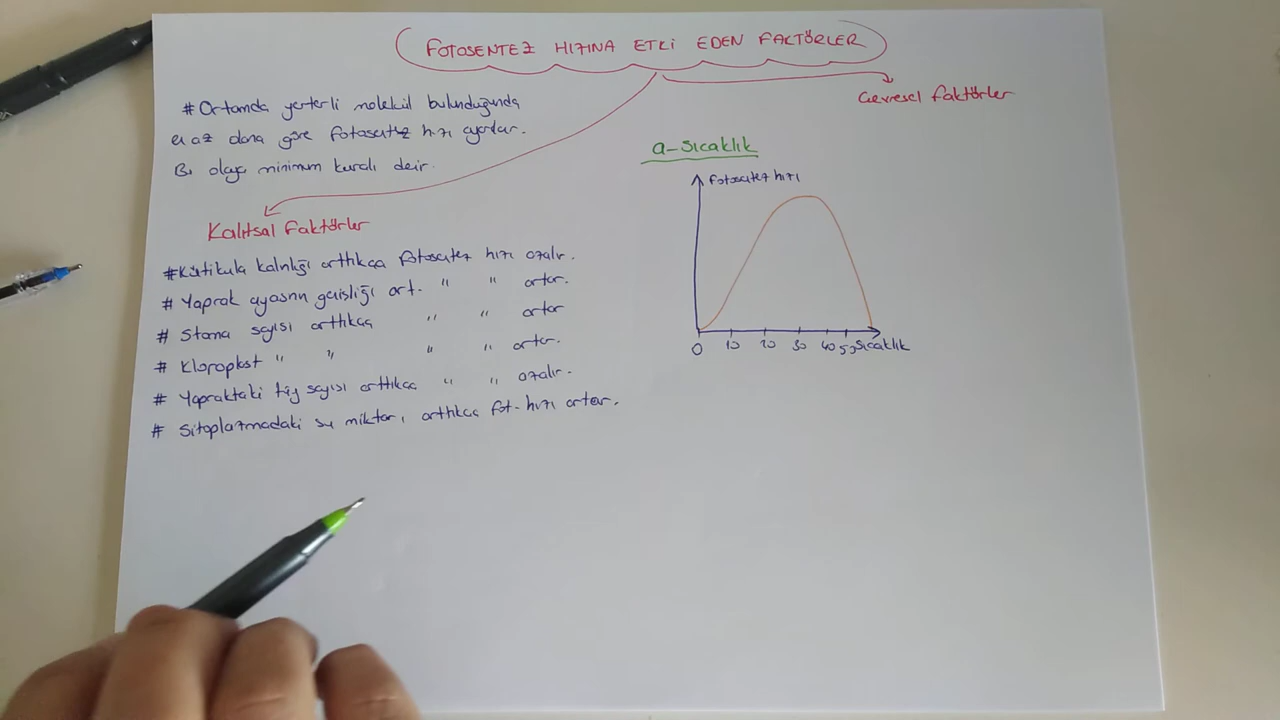 FOTOSENTEZ HIZINA ETKİ EDEN FAKTÖRLER
# Ortamda yeterli molekül bulunduğunda
en az olana göre fotosentez hızı ayarlar.
Bu olaya minimum kuralı denir.
Kalıtsal faktörler
# Kütikula kalınlığı arttıkça fotosentez hızı azalır.
# Yaprak ayasının genişliği art. " " artar.
# Stoma sayısı arttıkça " " artar
# Kloroplast " " " " artar.
# Yapraktaki tüy sayısı arttıkça " " azalır.
# Sitoplazmadaki su miktarı arttıkça fot. hızı artar.
Çevresel faktörler
a-Sıcaklık
fotosentez hızı
0 10 20 30 40 50 Sıcaklık